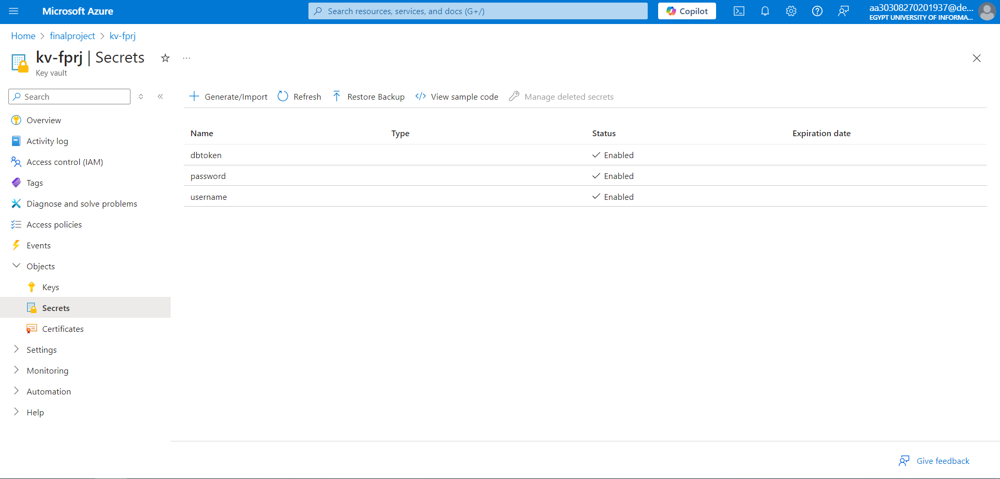 Microsoft Azure
Search resources, services, and docs (G+/)
Copilot
aa30308270201937@de...
EGYPT UNIVERSITY OF INFORMA...
Home > finalproject > kv-fprj
kv-fprj | Secrets
Key vault
Search
Generate/Import
Refresh
Restore Backup
View sample code
Manage deleted secrets
Overview
Activity log
Access control (IAM)
Tags
Diagnose and solve problems
Access policies
Events
Objects
Keys
Secrets
Certificates
Settings
Monitoring
Automation
Help
Name Type Status Expiration date
dbtoken Enabled
password Enabled
username Enabled
Give feedback